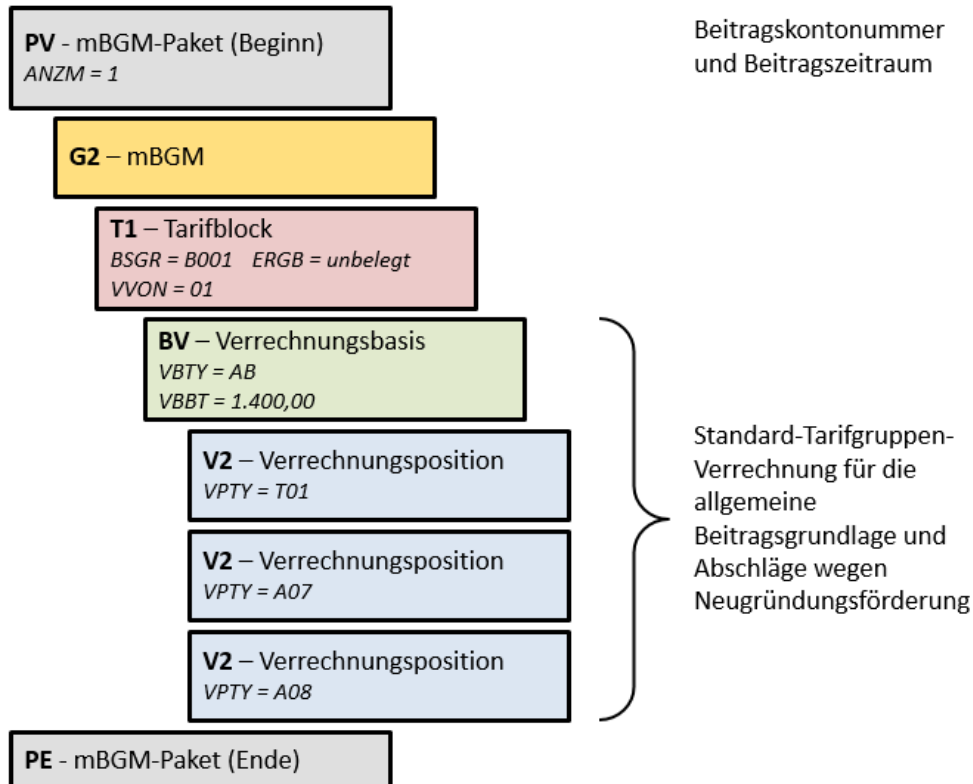 PV - mBGM-Paket (Beginn)
ANZM = 1
Beitragskontonummer
und Beitragszeitraum
G2 – mBGM
T1 – Tarifblock
BSGR = B001 ERGB = unbelegt
VVON = 01
BV – Verrechnungsbasis
VBTY = AB
VBBT = 1.400,00
V2 – Verrechnungsposition
VPTY = T01
V2 – Verrechnungsposition
VPTY = A07
V2 – Verrechnungsposition
VPTY = A08
Standard-Tarifgruppen-
Verrechnung für die
allgemeine
Beitragsgrundlage und
Abschläge wegen
Neugründungsförderung
PE - mBGM-Paket (Ende)